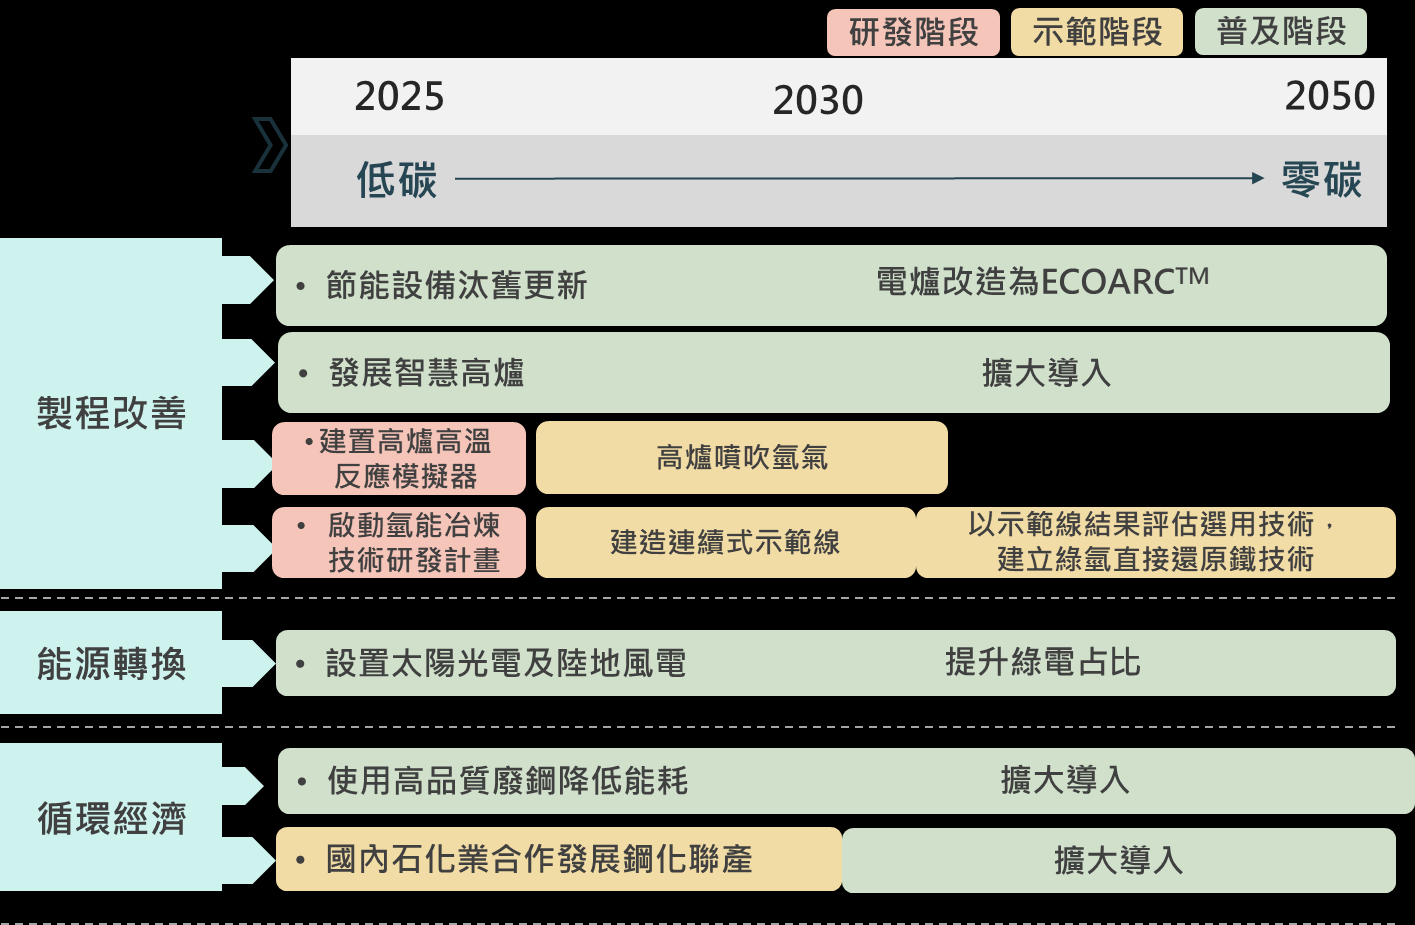 研發階段
示範階段
普及階段
2025
2030
2050
低碳
零碳
製程改善
• 節能設備汰舊更新
電爐改造為ECOARC™
• 發展智慧高爐
擴大導入
•建置高爐高溫
反應模擬器
高爐噴吹氫氣
• 啟動氫能冶煉
技術研發計畫
建造連續式示範線
以示範線結果評估選用技術，
建立綠氫直接還原鐵技術
能源轉換
• 設置太陽光電及陸地風電
提升綠電占比
循環經濟
• 使用高品質廢鋼降低能耗
擴大導入
• 國內石化業合作發展鋼化聯產
擴大導入